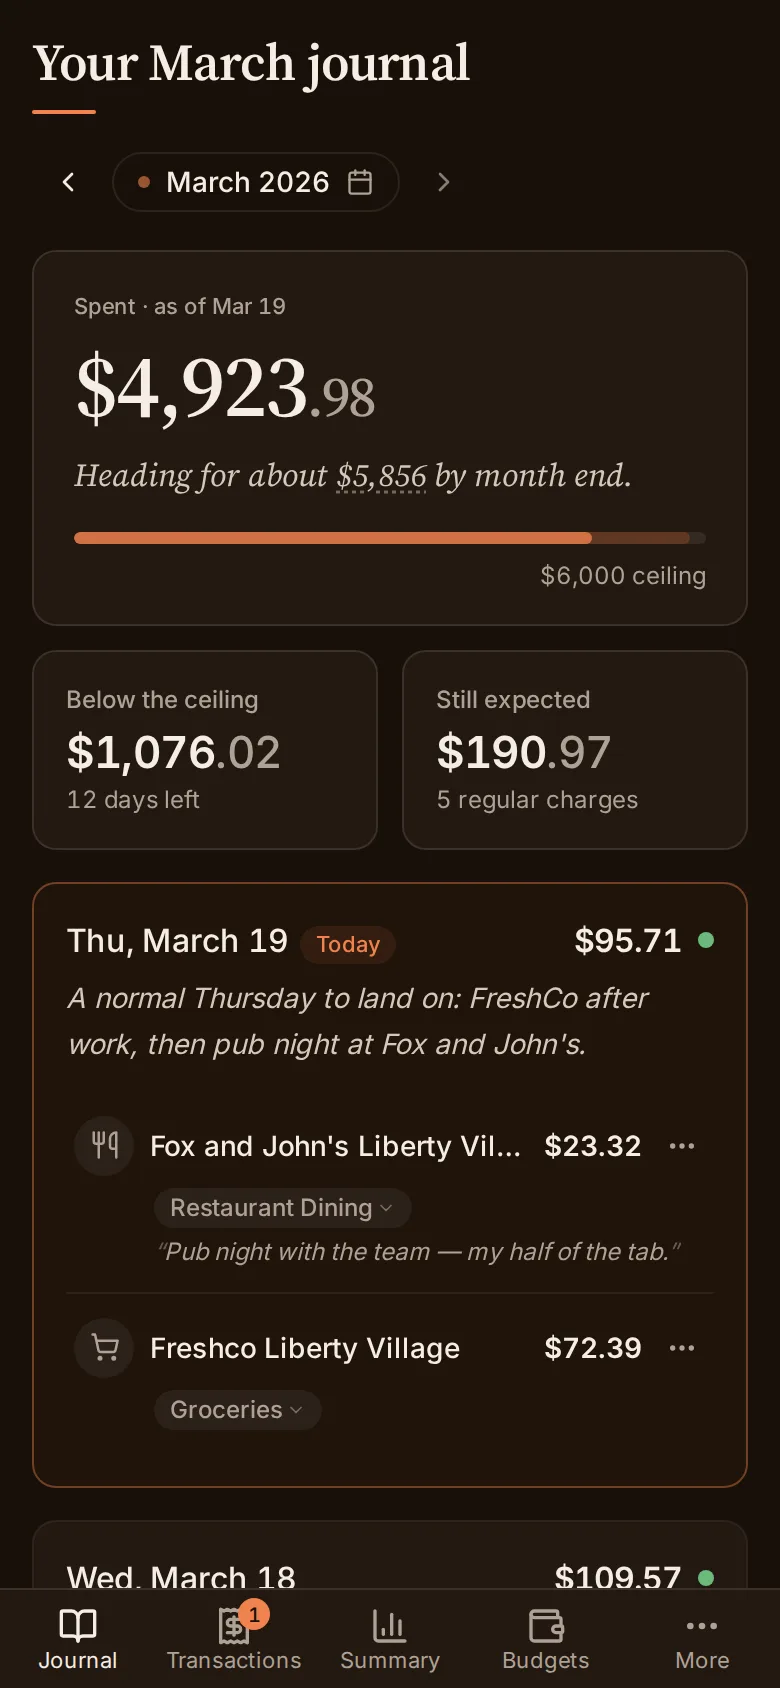 Your March journal
March 2026
Spent · as of Mar 19
$4,923.98
Heading for about $5,856 by month end.
$6,000 ceiling
Below the ceiling
$1,076.02
12 days left
Still expected
$190.97
5 regular charges
Thu, March 19 Today $95.71
A normal Thursday to land on: FreshCo after
work, then pub night at Fox and John's.
Fox and John's Liberty Vil... $23.32
Restaurant Dining
“Pub night with the team — my half of the tab.”
Freshco Liberty Village $72.39
Groceries
Wed, March 18 $109.57
1
Journal Transactions Summary Budgets More